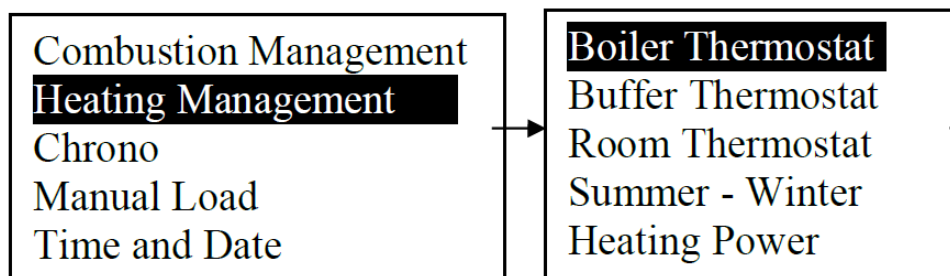 Combustion Management
Heating Management
Chrono
Manual Load
Time and Date
Boiler Thermostat
Buffer Thermostat
Room Thermostat
Summer - Winter
Heating Power